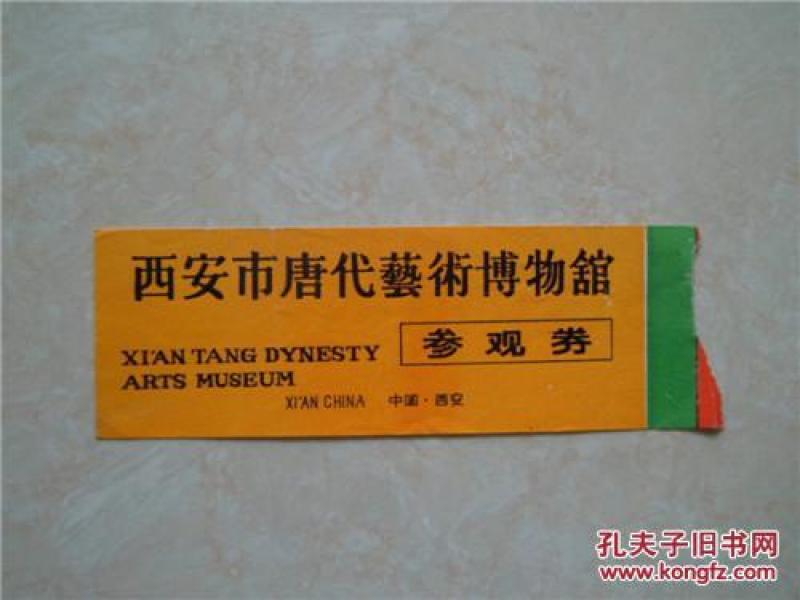 西安市唐代藝術博物舘
XI'AN TANG DYNESTY
ARTS MUSEUM
参观券
XI'AN CHINA 中国·西安
孔夫子旧书网
www.kongfz.com